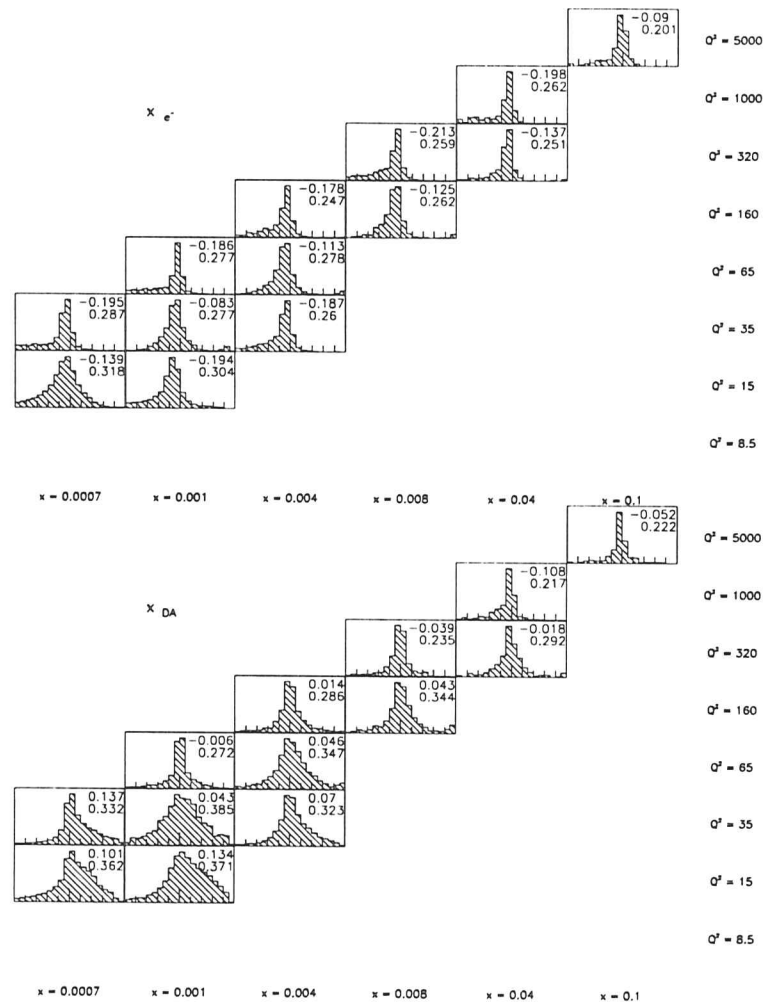 -0.09
0.201
Q² = 5000
-0.198
0.262
Q² = 1000
x e⁻
-0.213
0.259
-0.137
0.251
Q² = 320
-0.178
0.247
-0.125
0.262
Q² = 160
-0.186
0.277
-0.113
0.278
Q² = 65
-0.195
0.287
-0.083
0.277
-0.187
0.26
Q² = 35
-0.139
0.318
-0.194
0.304
Q² = 15
Q² = 8.5
x = 0.0007 x = 0.001 x = 0.004 x = 0.008 x = 0.04 x = 0.1
-0.052
0.222
Q² = 5000
-0.108
0.217
Q² = 1000
x DA
-0.039
0.235
-0.018
0.292
Q² = 320
0.014
0.286
0.043
0.344
Q² = 160
-0.006
0.272
0.046
0.347
Q² = 65
0.137
0.332
0.043
0.385
0.07
0.323
Q² = 35
0.101
0.362
0.134
0.371
Q² = 15
Q² = 8.5
x = 0.0007 x = 0.001 x = 0.004 x = 0.008 x = 0.04 x = 0.1